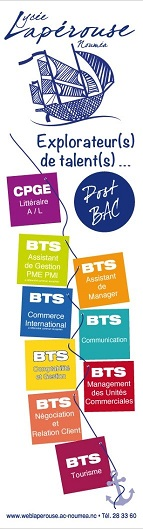 Lycée
Lapérouse
Nouméa
Explorateur(s)
de talent(s) ...
Post
BAC
CPGE
Littéraire
A / L
BTS
Assistant
de Gestion
PME PMI
BTS
Assistant
de Manager
BTS
Commerce
International
BTS
Communication
BTS
Comptabilité
et Gestion
BTS
Management
des Unités
Commerciales
BTS
Négociation
et Relation Client
BTS
Tourisme
www.weblaperouse.ac-noumea.nc • Tél. 28 33 60